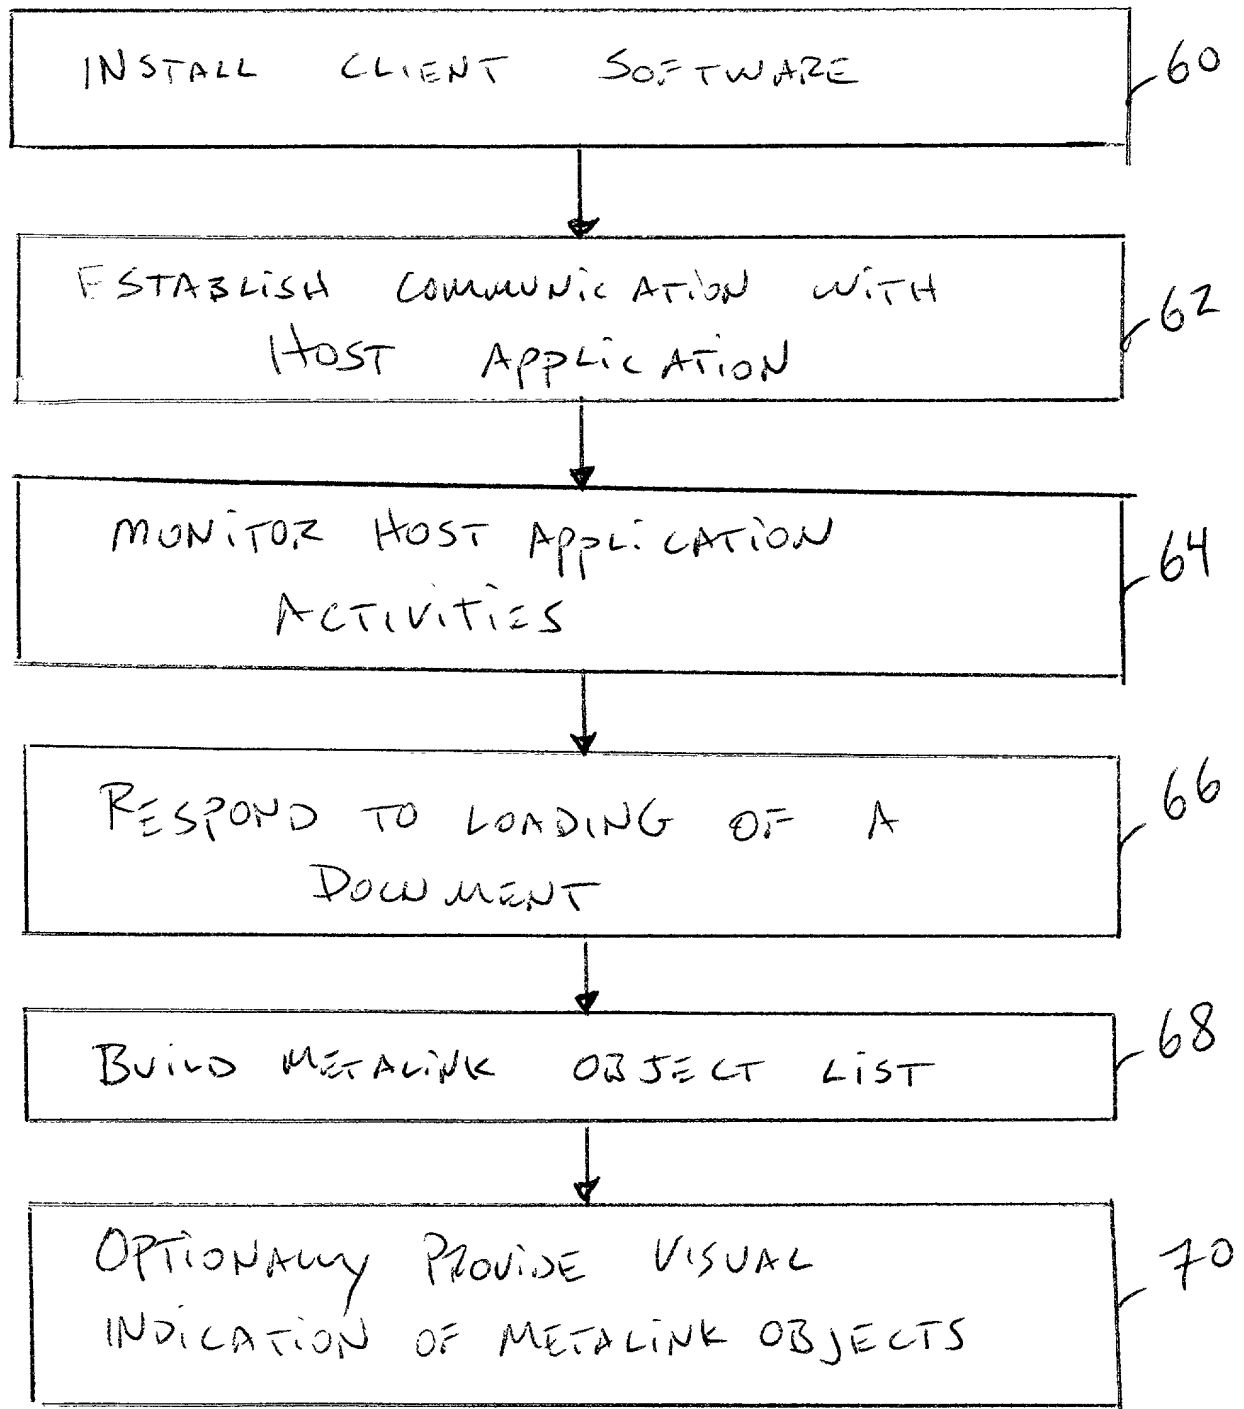 INSTALL CLIENT SOFTWARE
60
ESTABLISH COMMUNICATION WITH
HOST APPLICATION
62
MONITOR HOST APPLICATION
ACTIVITIES
64
RESPOND TO LOADING OF A
DOCUMENT
66
BUILD METALINK OBJECT LIST
68
OPTIONALLY PROVIDE VISUAL
INDICATION OF METALINK OBJECTS
70